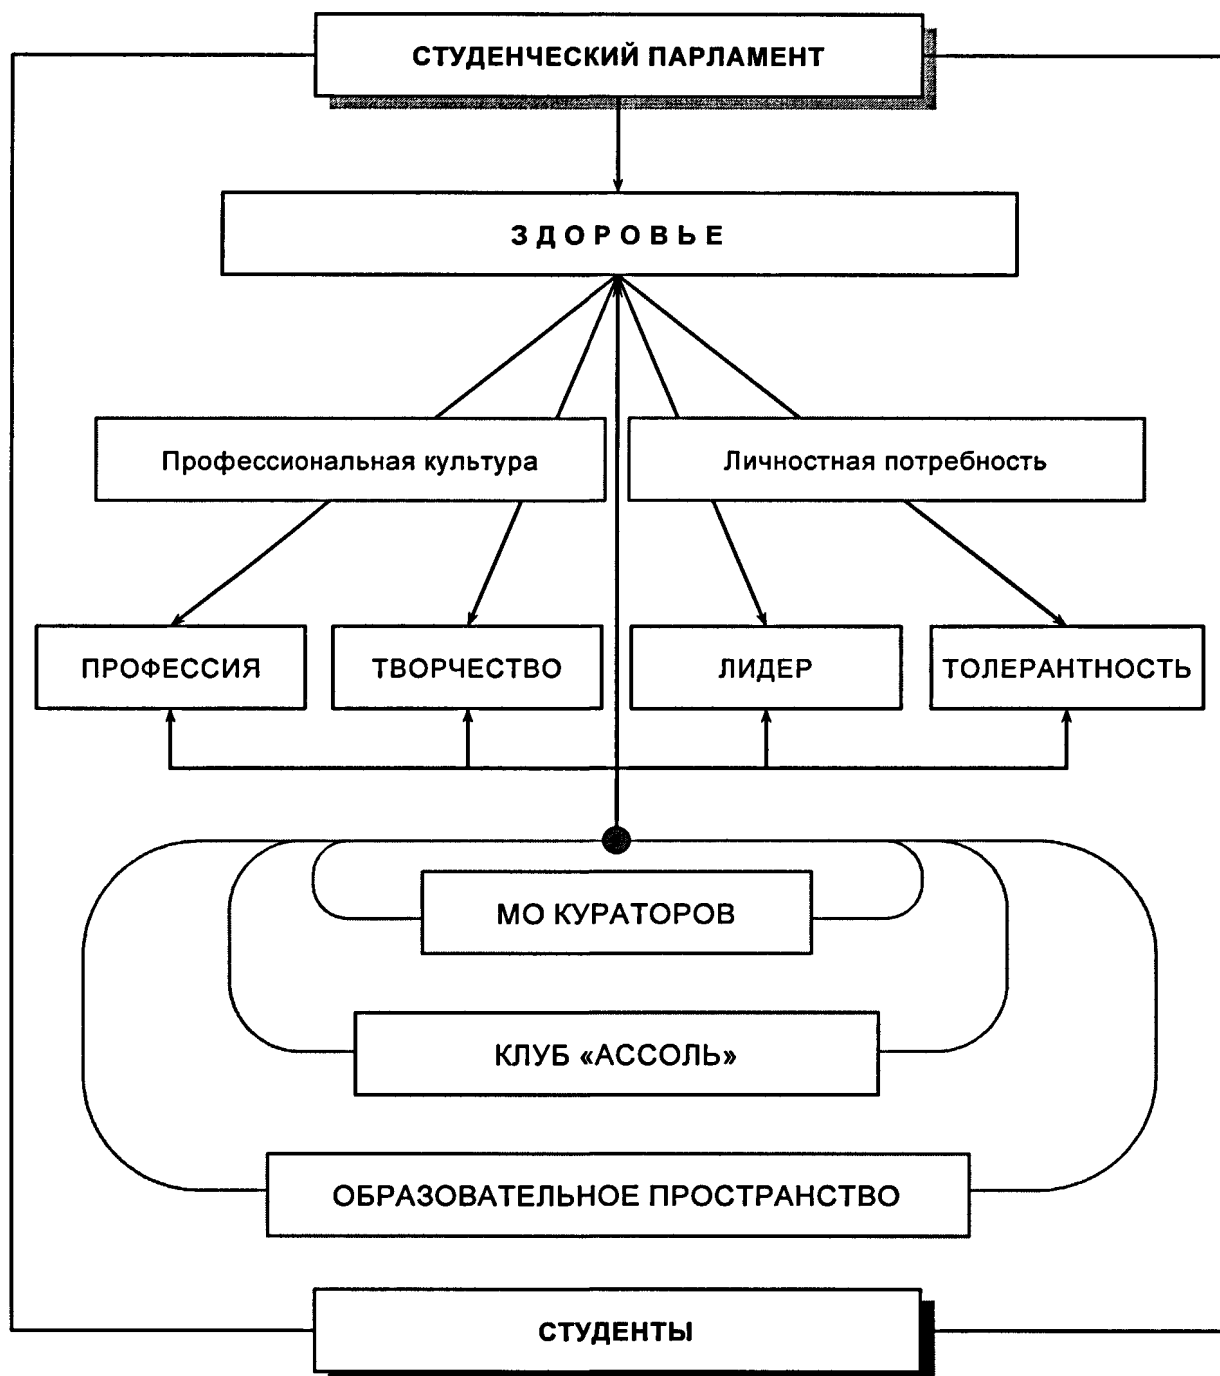 СТУДЕНЧЕСКИЙ ПАРЛАМЕНТ
ЗДОРОВЬЕ
Профессиональная культура
Личностная потребность
ПРОФЕССИЯ
ТВОРЧЕСТВО
ЛИДЕР
ТОЛЕРАНТНОСТЬ
МО КУРАТОРОВ
КЛУБ «АССОЛЬ»
ОБРАЗОВАТЕЛЬНОЕ ПРОСТРАНСТВО
СТУДЕНТЫ